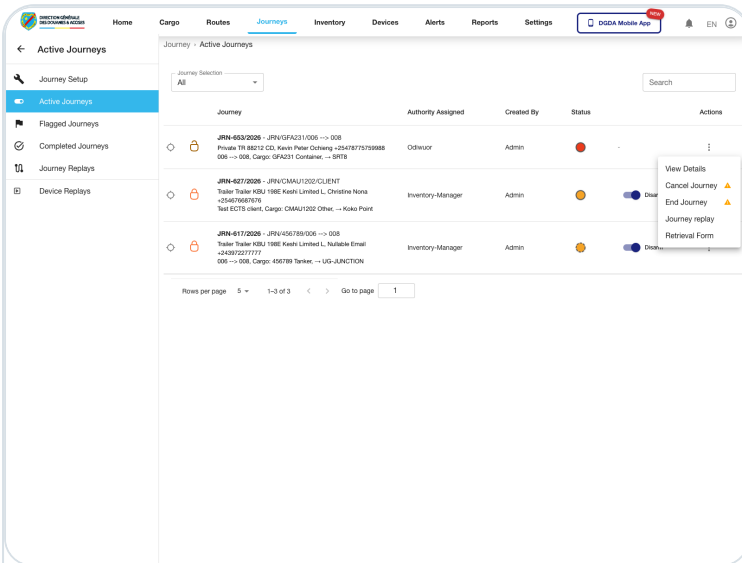 DIRECTION GÉNÉRALE
DES DOUANES & ACCISES
Home
Cargo
Routes
Journeys
Inventory
Devices
Alerts
Reports
Settings
DGDA Mobile App
NEW
EN
Active Journeys
Journey › Active Journeys
Journey Setup
Active Journeys
Flagged Journeys
Completed Journeys
Journey Replays
Device Replays
Journey Selection
All
Search
Journey Authority Assigned Created By Status Actions
JRN-653/2026 - JRN/GFA231/006 --> 008
Private TR 88212 CD, Kevin Peter Ochieng +25478775759988
006 --> 008, Cargo: GFA231 Container, → SRT8
Odiwuor
Admin
-
JRN-627/2026 - JRN/CMAU1202/CLIENT
Trailer Trailer KBU 198E Keshi Limited L, Christine Nona
+254676687676
Test ECTS client, Cargo: CMAU1202 Other, → Koko Point
Inventory-Manager
Admin
JRN-617/2026 - JRN/456789/006 --> 008
Trailer Trailer KBU 198E Keshi Limited L, Nullable Email
+243972277777
006 --> 008, Cargo: 456789 Tanker, → UG-JUNCTION
Inventory-Manager
Admin
View Details
Cancel Journey
End Journey
Journey replay
Retrieval Form
Rows per page 5 1–3 of 3 Go to page 1